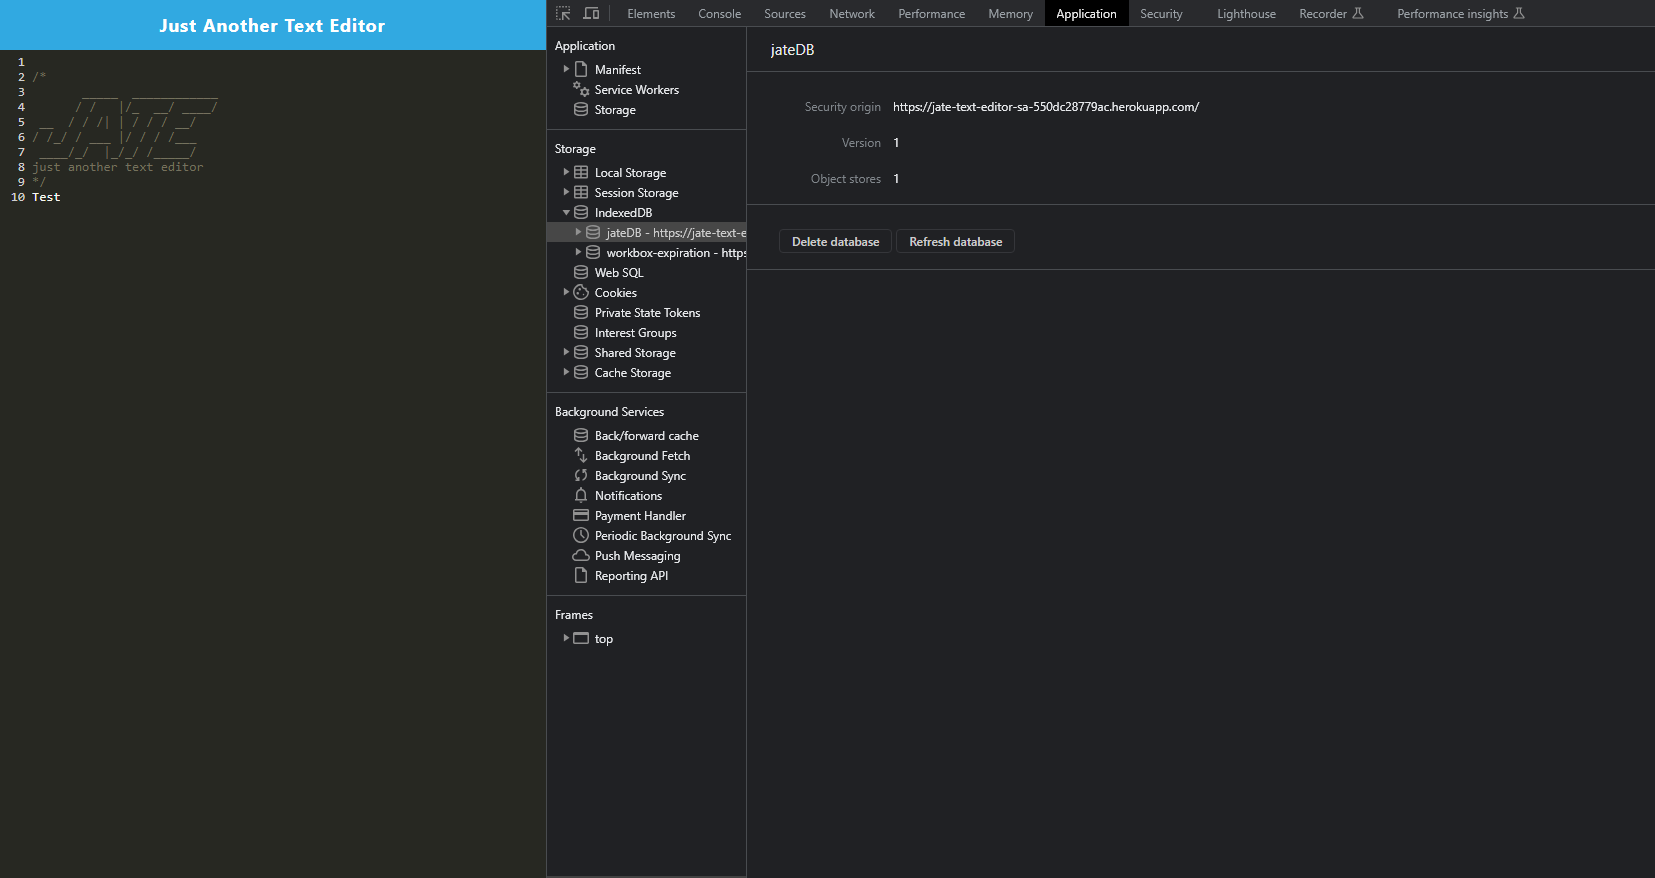 Just Another Text Editor
1
2 /*
3       _____  ____________
4      / /   |/_  __/ ____/
5 __  / / /| | / / / __/
6 / /_/ / ___ |/ / / /___
7 ____/_/  |_/_/ /_____/
8 just another text editor
9 */
10 Test
Elements Console Sources Network Performance Memory Application Security Lighthouse Recorder Performance insights
Application
Manifest
Service Workers
Storage
Storage
Local Storage
Session Storage
IndexedDB
jateDB - https://jate-text-e
workbox-expiration - https
Web SQL
Cookies
Private State Tokens
Interest Groups
Shared Storage
Cache Storage
Background Services
Back/forward cache
Background Fetch
Background Sync
Notifications
Payment Handler
Periodic Background Sync
Push Messaging
Reporting API
Frames
top
jateDB
Security origin https://jate-text-editor-sa-550dc28779ac.herokuapp.com/
Version 1
Object stores 1
Delete database Refresh database